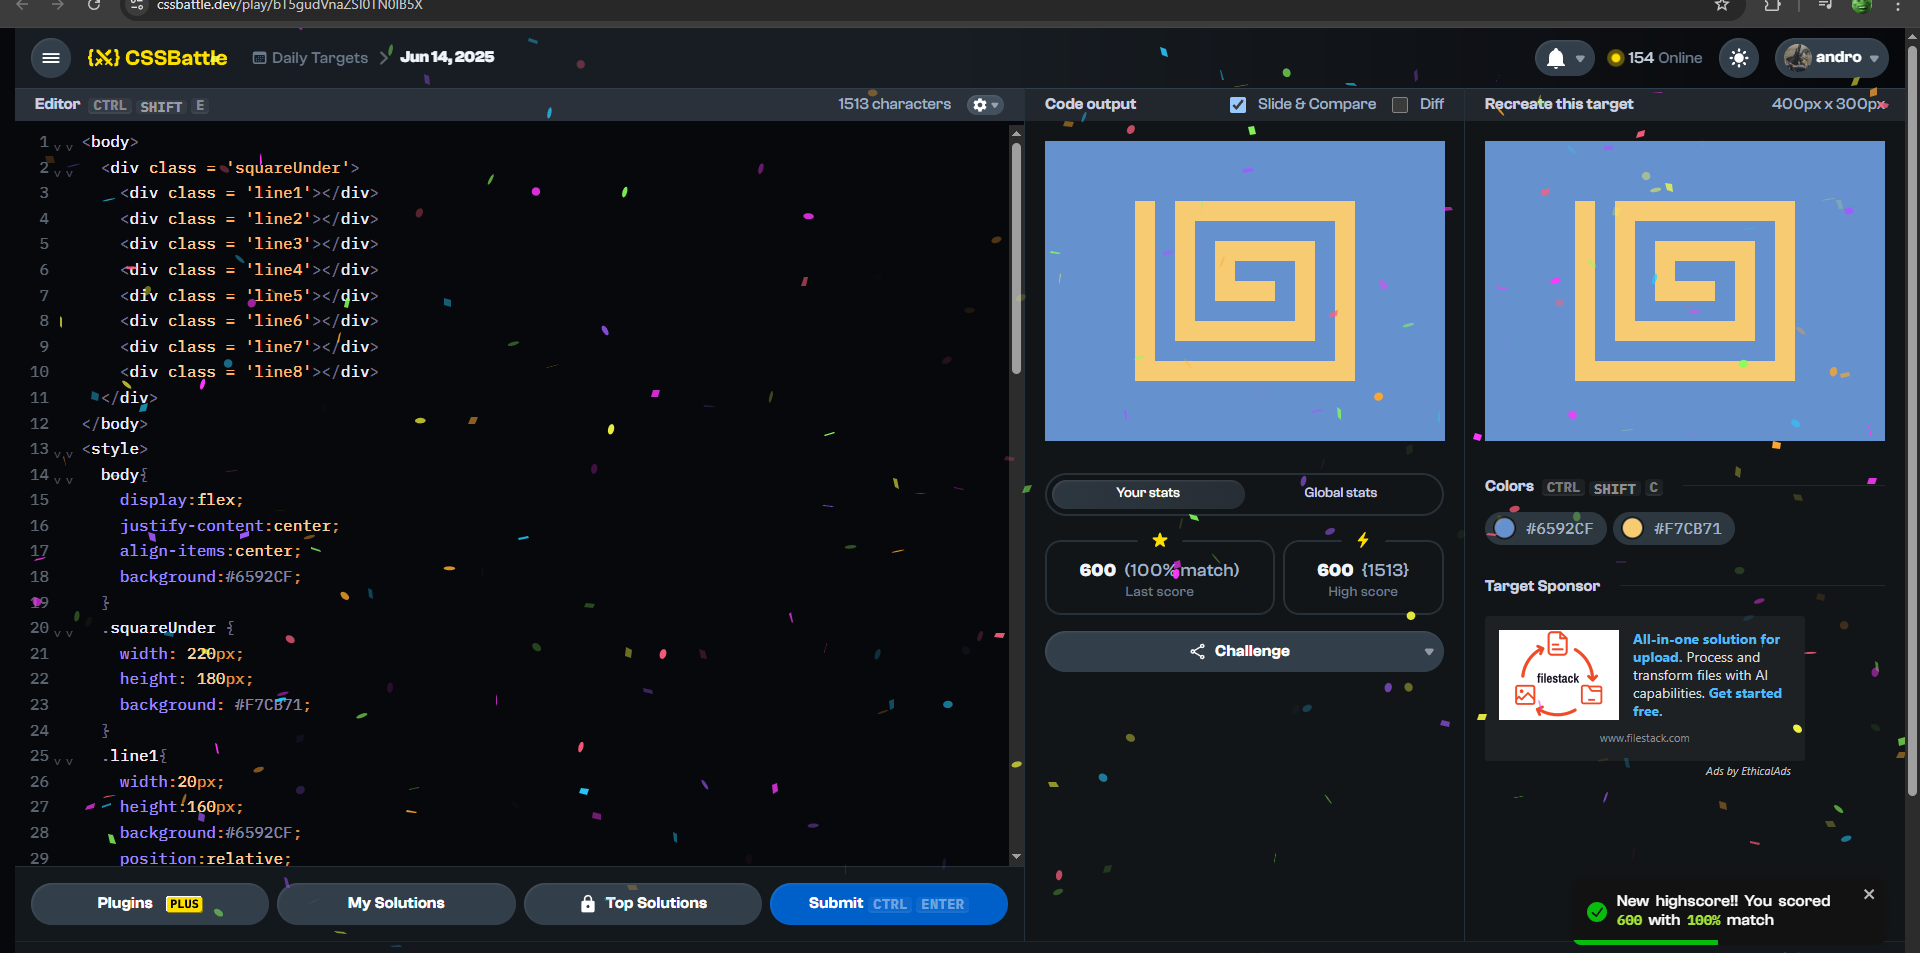 cssbattle.dev/play/bT5gudVnaZSl0TN0IB5X
CSSBattle
Daily Targets
Jun 14, 2025
154 Online
andro
Editor CTRL SHIFT E
1513 characters
1 <body>
2 <div class = 'squareUnder'>
3 <div class = 'line1'></div>
4 <div class = 'line2'></div>
5 <div class = 'line3'></div>
6 <div class = 'line4'></div>
7 <div class = 'line5'></div>
8 <div class = 'line6'></div>
9 <div class = 'line7'></div>
10 <div class = 'line8'></div>
11 </div>
12 </body>
13 <style>
14 body{
15 display:flex;
16 justify-content:center;
17 align-items:center;
18 background:#6592CF;
19 }
20 .squareUnder {
21 width: 220px;
22 height: 180px;
23 background: #F7CB71;
24 }
25 .line1{
26 width:20px;
27 height:160px;
28 background:#6592CF;
29 position:relative;
Plugins PLUS
My Solutions
Top Solutions
Submit CTRL ENTER
Code output
Slide & Compare
Diff
Your stats
Global stats
600 (100% match)
Last score
600 {1513}
High score
Challenge
Recreate this target
400px x 300px
Colors CTRL SHIFT C
#6592CF
#F7CB71
Target Sponsor
filestack
All-in-one solution for
upload. Process and
transform files with AI
capabilities. Get started
free.
www.filestack.com
Ads by EthicalAds
New highscore!! You scored
600 with 100% match